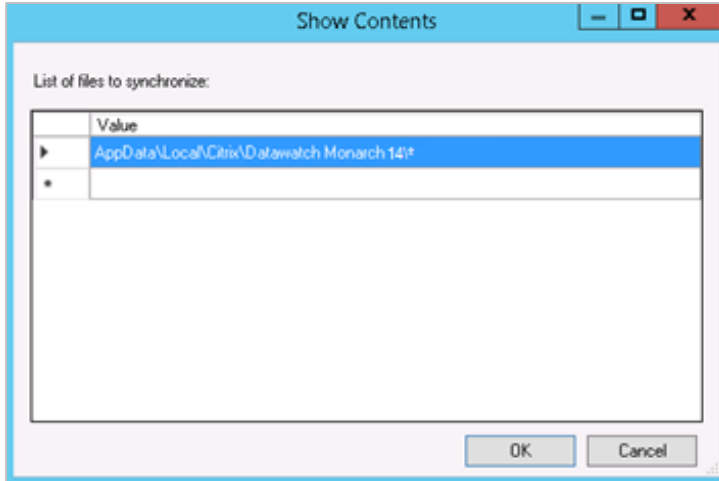 Show Contents
List of files to synchronize:
Value
AppData\Local\Citrix\Datawatch Monarch 14\*
*
OK
Cancel